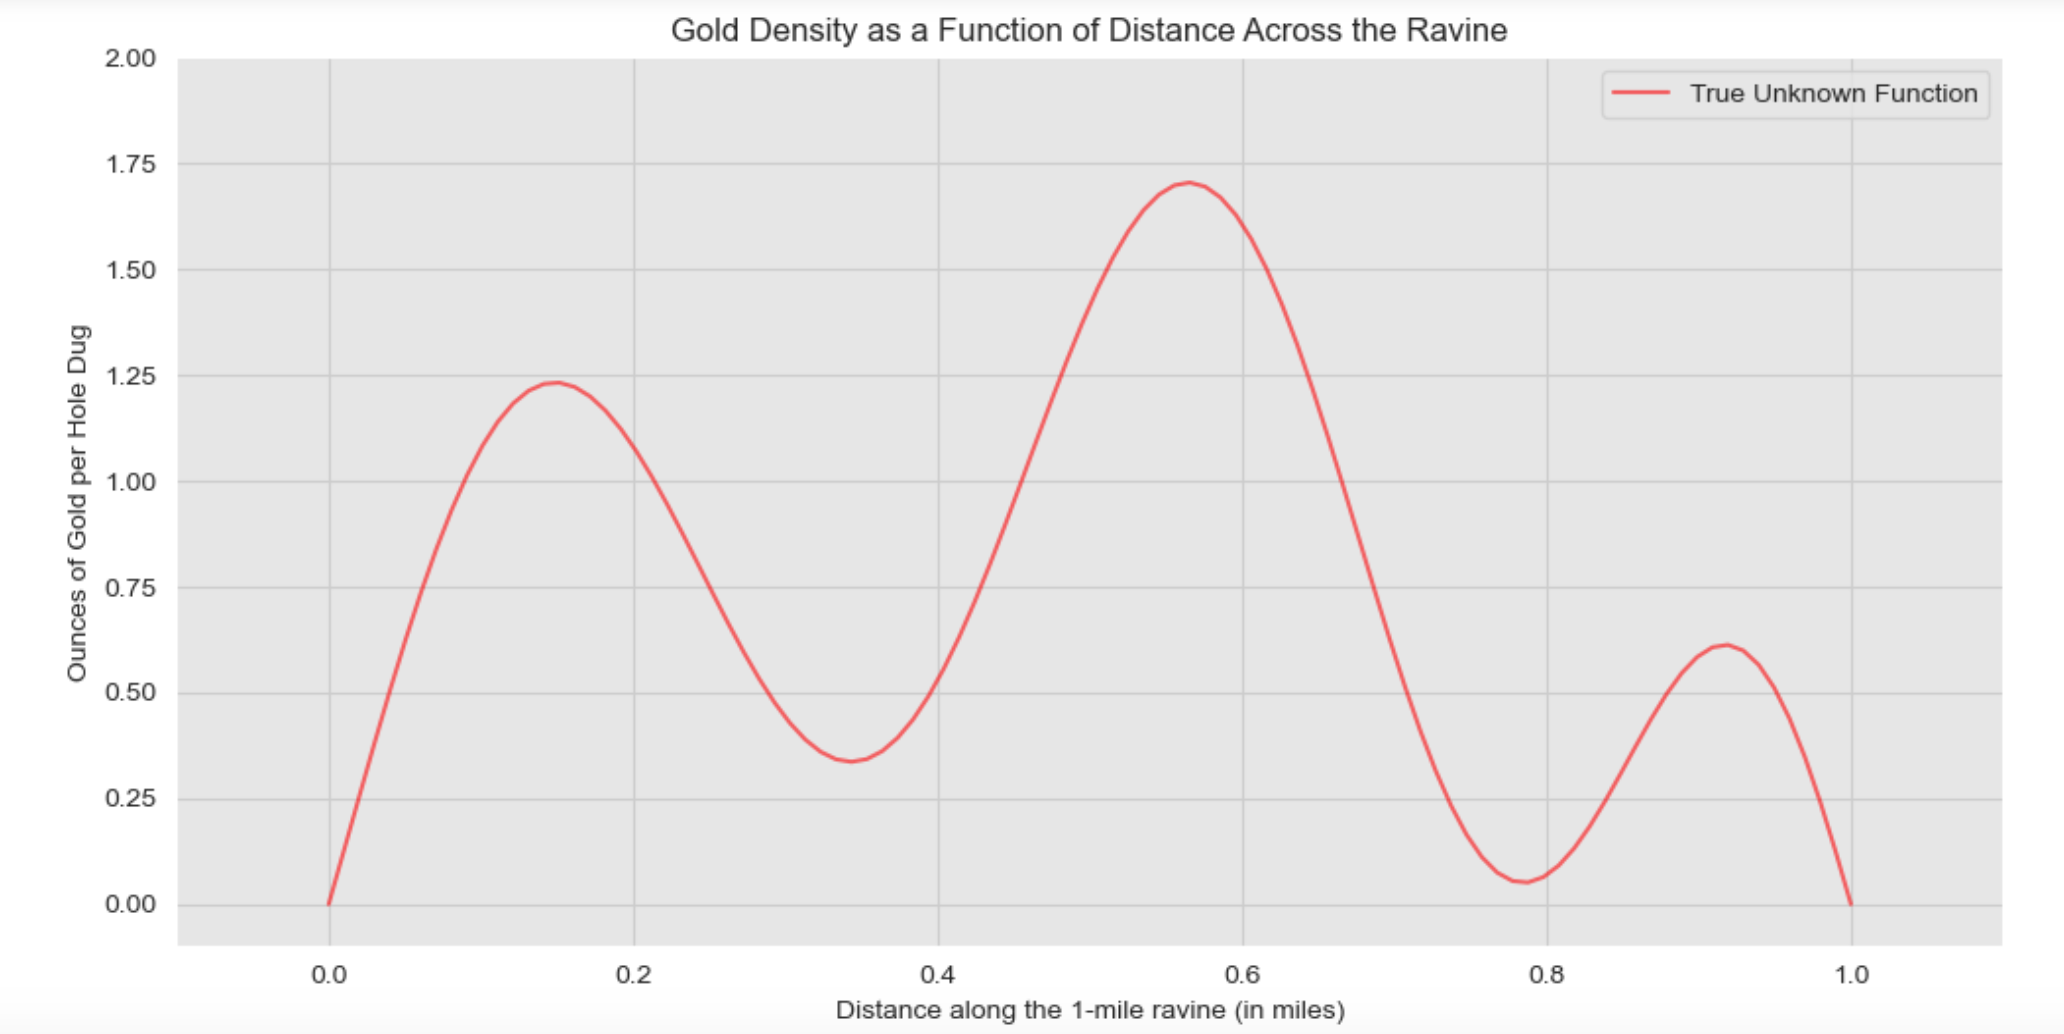 Gold Density as a Function of Distance Across the Ravine
True Unknown Function
Ounces of Gold per Hole Dug
2.00
1.75
1.50
1.25
1.00
0.75
0.50
0.25
0.00
0.0 0.2 0.4 0.6 0.8 1.0
Distance along the 1-mile ravine (in miles)